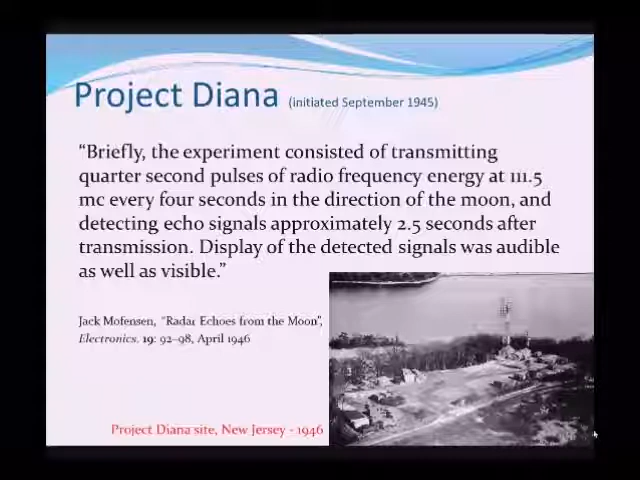 Project Diana (initiated September 1945)
“Briefly, the experiment consisted of transmitting
quarter second pulses of radio frequency energy at 111.5
mc every four seconds in the direction of the moon, and
detecting echo signals approximately 2.5 seconds after
transmission. Display of the detected signals was audible
as well as visible.”
Jack Mofensen, “Radar Echoes from the Moon”,
Electronics. 19: 92–98, April 1946
Project Diana site, New Jersey - 1946